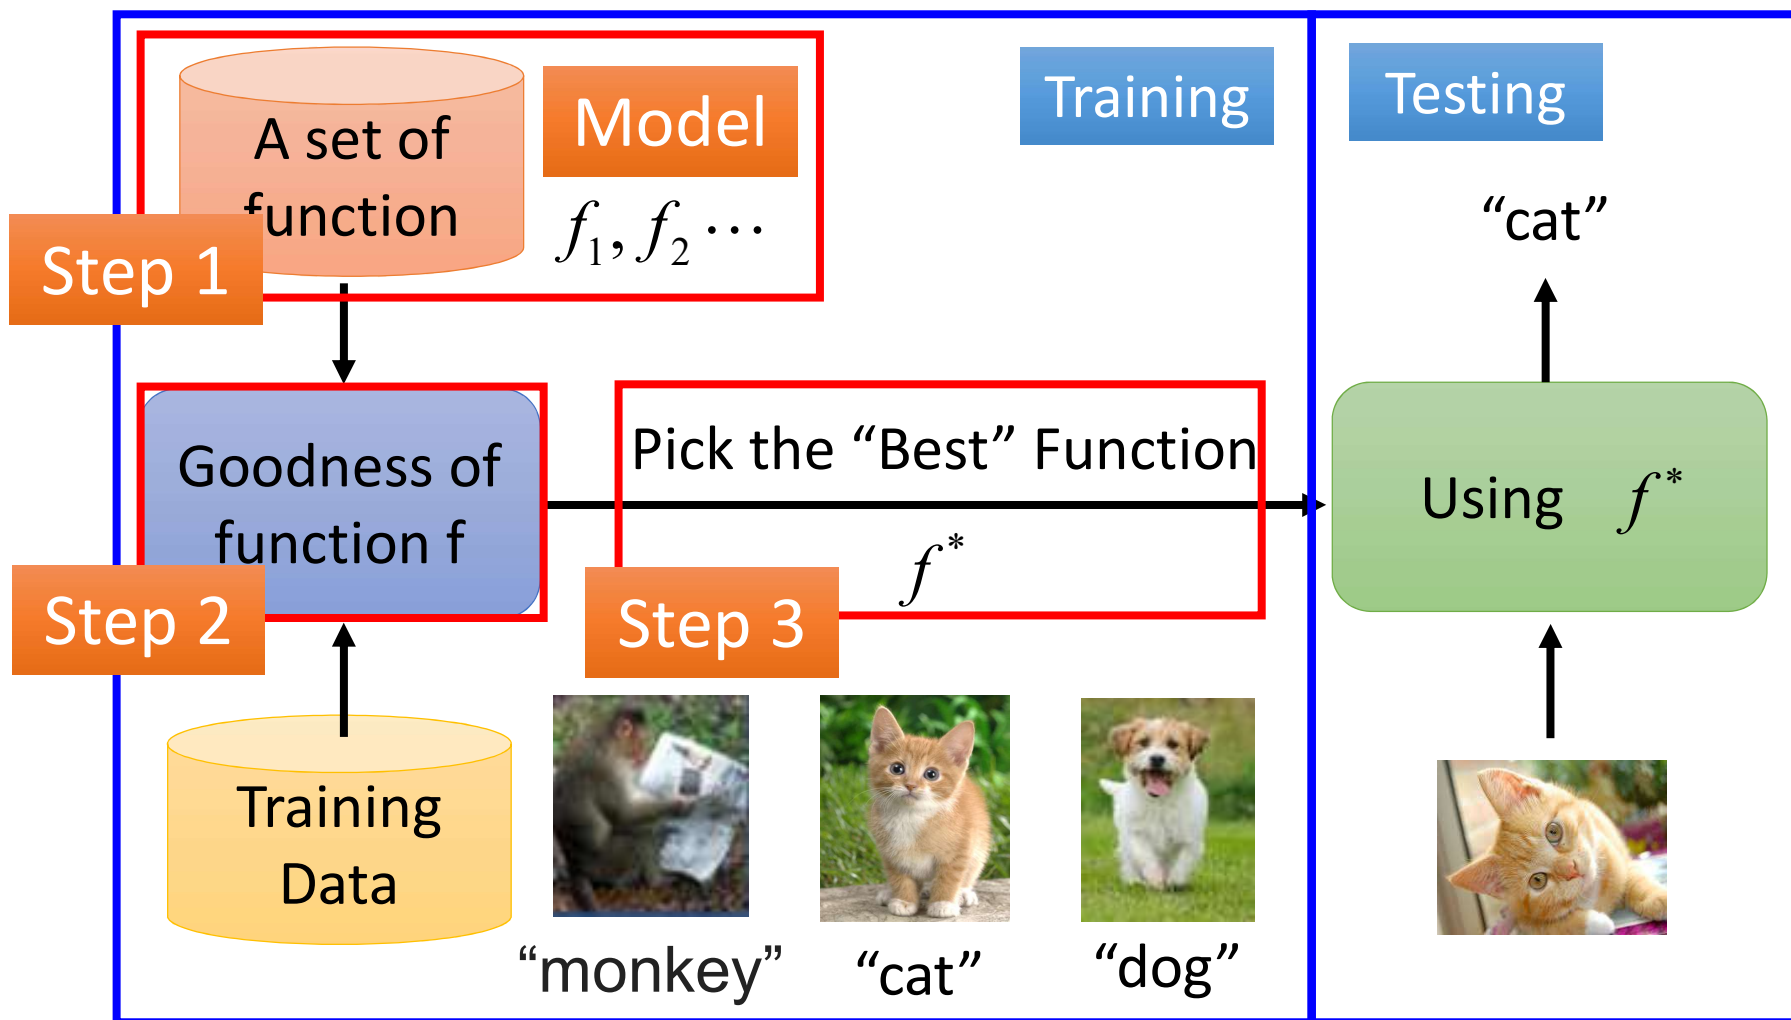 A set of
function
Model
f₁, f₂ ⋯
Step 1
Training
Testing
“cat”
Goodness of
function f
Step 2
Pick the “Best” Function
f*
Step 3
Using f*
Training
Data
“monkey”
“cat”
“dog”